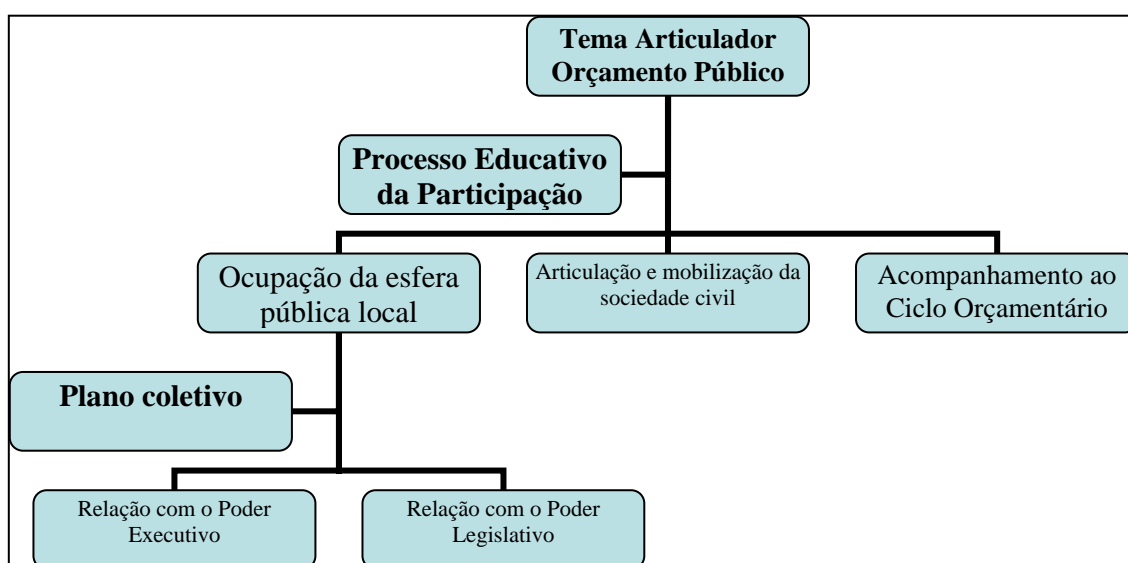 Tema Articulador
Orçamento Público
Processo Educativo
da Participação
Ocupação da esfera
pública local
Articulação e mobilização da
sociedade civil
Acompanhamento ao
Ciclo Orçamentário
Plano coletivo
Relação com o Poder
Executivo
Relação com o Poder
Legislativo